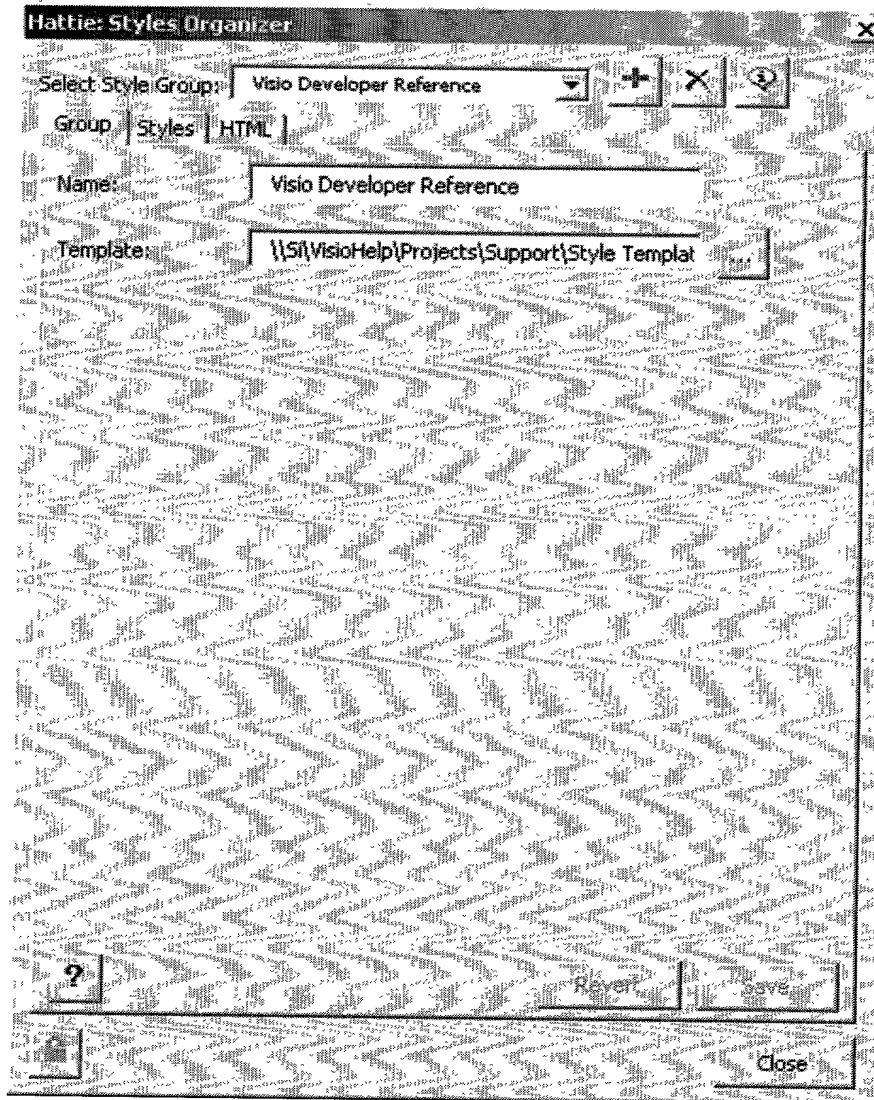 Hattie: Styles Organizer
Select Style Group: Visio Developer Reference
Group Styles HTML
Name: Visio Developer Reference
Template: \\Si\VisioHelp\Projects\Support\Style Templat ...
?
Revert Save
Close